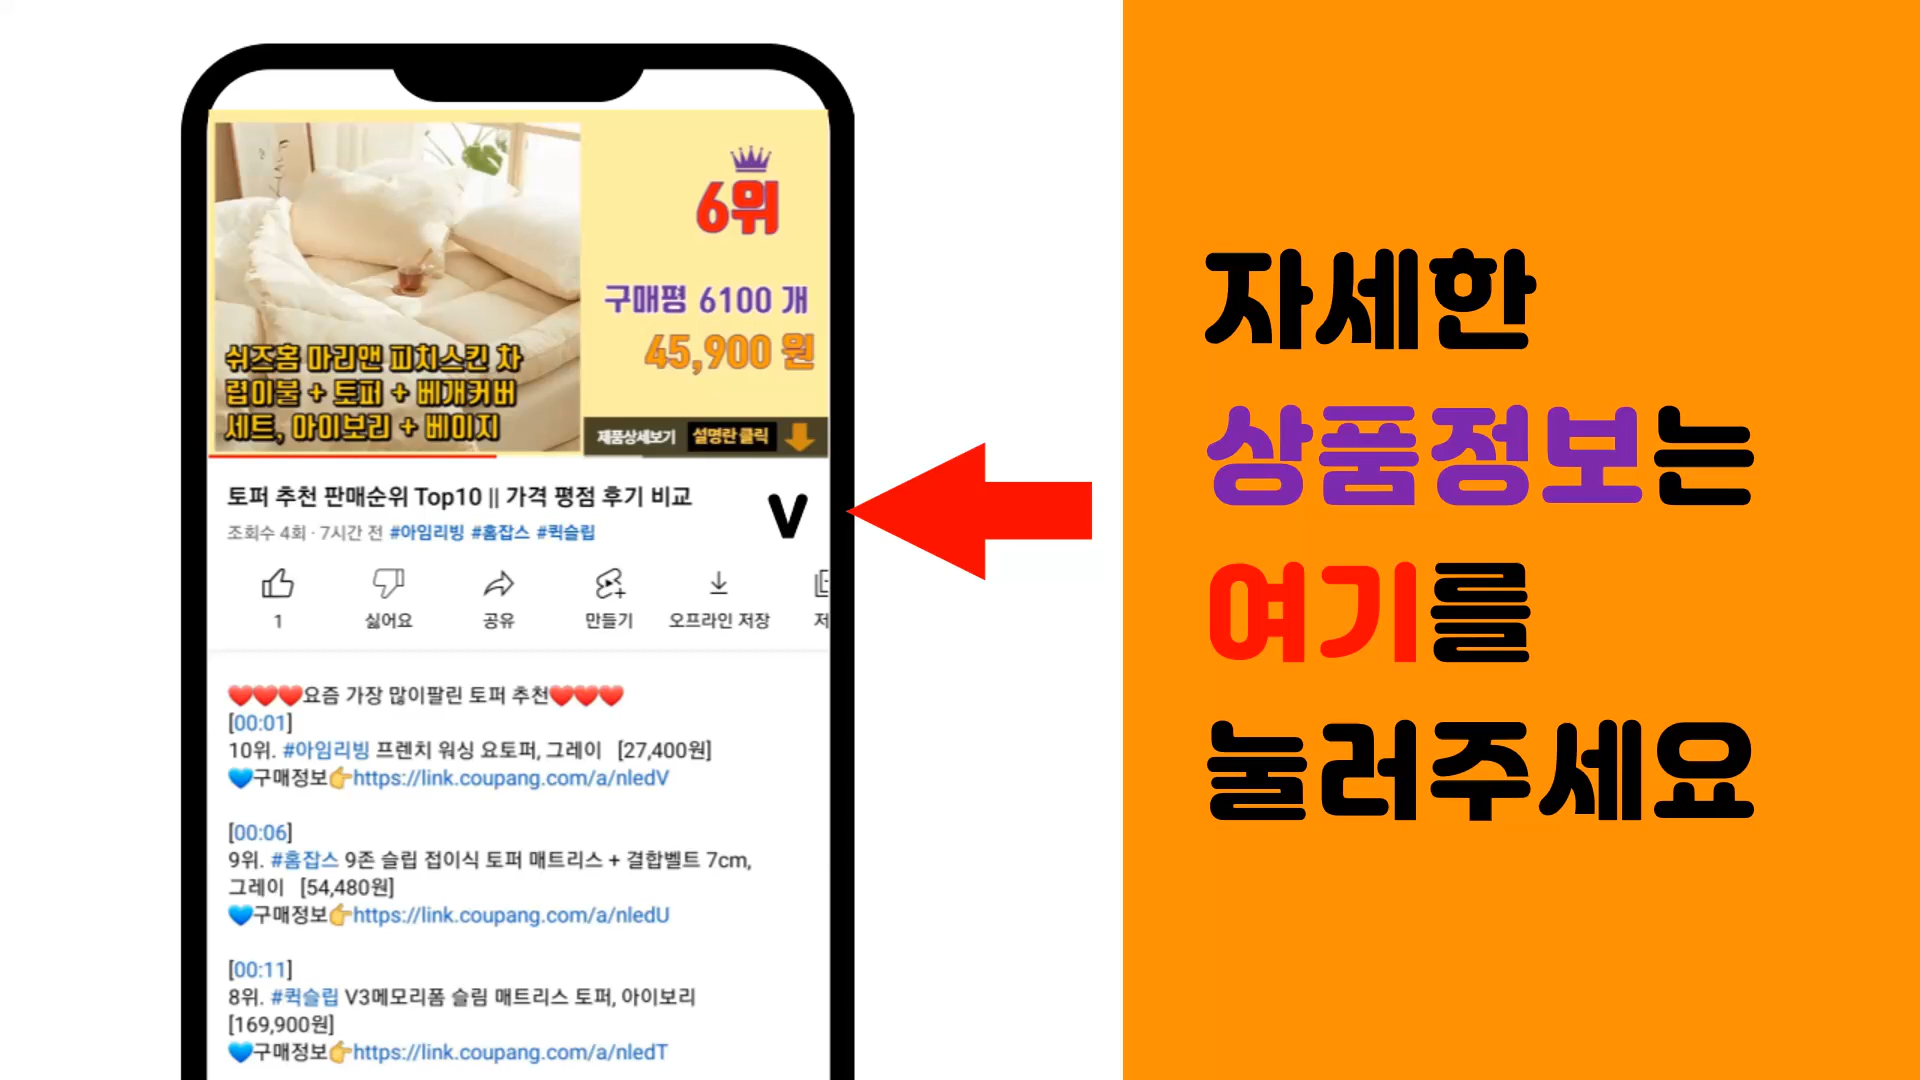 6위
구매평 6100 개
45,900 원
쉬즈홈 마리앤 피치스킨 차
렵이불 + 토퍼 + 베개커버
세트, 아이보리 + 베이지
제품상세보기 설명란 클릭
토퍼 추천 판매순위 Top10 || 가격 평점 후기 비교
V
조회수 4회 · 7시간 전 #아임리빙 #홈잡스 #퀵슬립
1 싫어요 공유 만들기 오프라인 저장 저
❤️❤️❤️요즘 가장 많이팔린 토퍼 추천❤️❤️❤️
[00:01]
10위. #아임리빙 프렌치 워싱 요토퍼, 그레이 [27,400원]
💙구매정보👉https://link.coupang.com/a/nledV
[00:06]
9위. #홈잡스 9존 슬립 접이식 토퍼 매트리스 + 결합벨트 7cm,
그레이 [54,480원]
💙구매정보👉https://link.coupang.com/a/nledU
[00:11]
8위. #퀵슬립 V3메모리폼 슬림 매트리스 토퍼, 아이보리
[169,900원]
💙구매정보👉https://link.coupang.com/a/nledT
자세한
상품정보는
여기를
눌러주세요